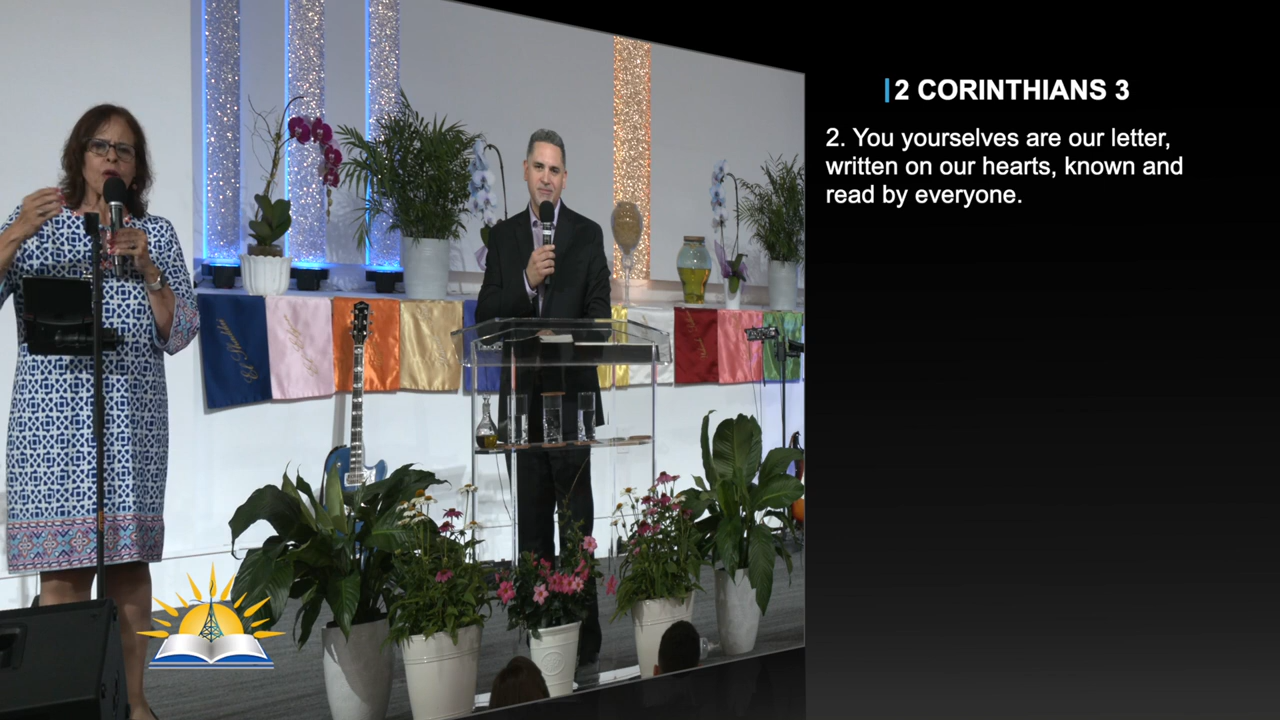 2 CORINTHIANS 3
2. You yourselves are our letter,
written on our hearts, known and
read by everyone.